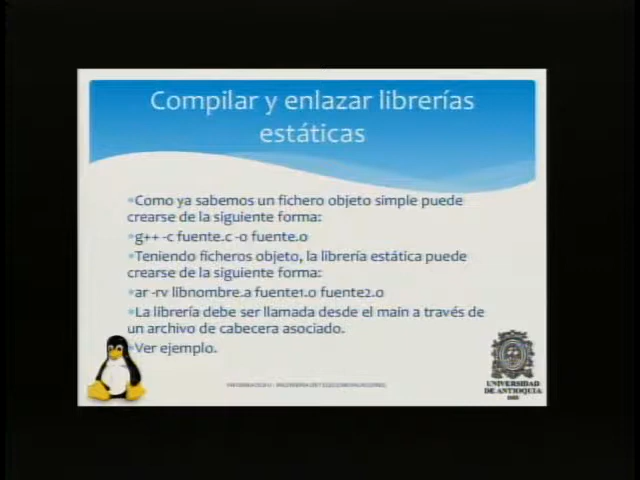 Compilar y enlazar librerías
estáticas
Como ya sabemos un fichero objeto simple puede
crearse de la siguiente forma:
g++ -c fuente.c -o fuente.o
Teniendo ficheros objeto, la librería estática puede
crearse de la siguiente forma:
ar -rv libnombre.a fuente1.o fuente2.o
La librería debe ser llamada desde el main a través de
un archivo de cabecera asociado.
Ver ejemplo.
UNIVERSIDAD
DE ANTIOQUIA
1803